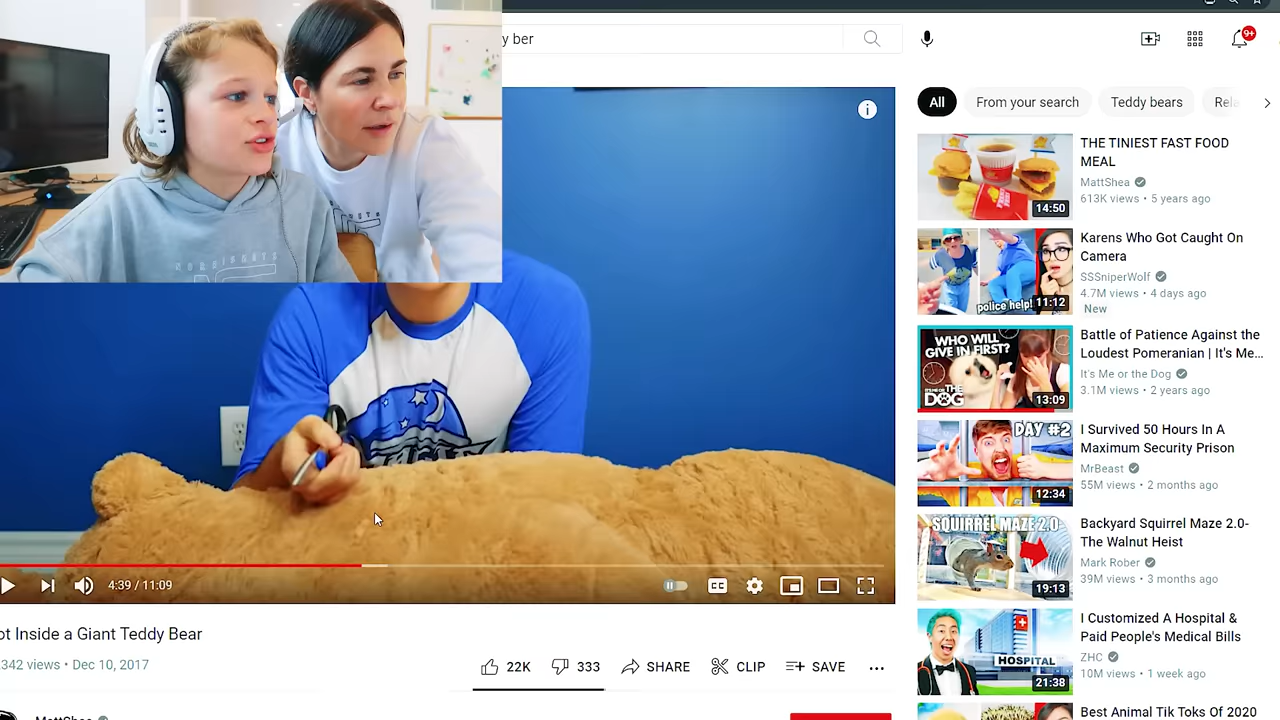 y ber
9+
All
From your search
Teddy bears
Rel
THE TINIEST FAST FOOD
MEAL
MattShea
613K views • 5 years ago
14:50
Karens Who Got Caught On
Camera
SSSniperWolf
4.7M views • 4 days ago
New
police help!
11:12
Battle of Patience Against the
Loudest Pomeranian | It's Me...
It's Me or the Dog
3.1M views • 2 years ago
WHO WILL
GIVE IN FIRST?
THE
DOG
13:09
I Survived 50 Hours In A
Maximum Security Prison
MrBeast
55M views • 2 months ago
DAY #2
12:34
Backyard Squirrel Maze 2.0-
The Walnut Heist
Mark Rober
39M views • 3 months ago
SQUIRREL MAZE 2.0
19:13
I Customized A Hospital &
Paid People's Medical Bills
ZHC
10M views • 1 week ago
HOSPITAL
21:38
Best Animal Tik Toks Of 2020
4:39 / 11:09
CC
ot Inside a Giant Teddy Bear
342 views • Dec 10, 2017
22K
333
SHARE
CLIP
SAVE
MattShea